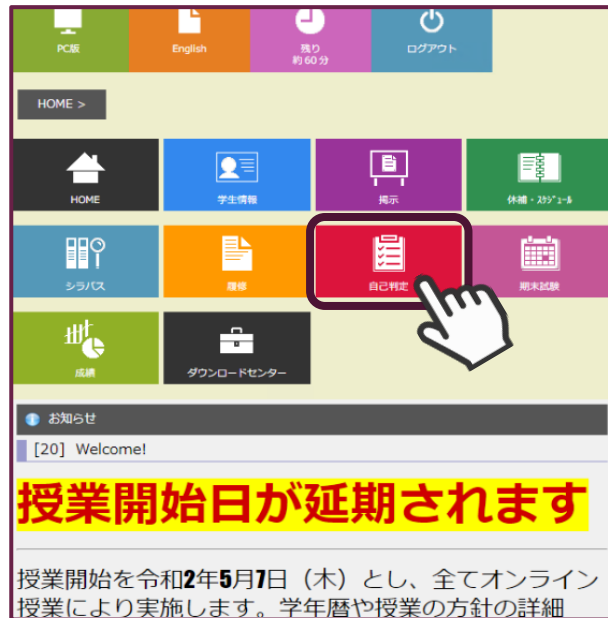 PC版
English
残り
約60分
ログアウト
HOME >
HOME
学生情報
掲示
休補・ｽｹｼﾞｭｰﾙ
シラバス
履修
自己判定
期末試験
成績
ダウンロードセンター
お知らせ
[20] Welcome!
授業開始日が延期されます
授業開始を令和2年5月7日（木）とし、全てオンライン
授業により実施します。学年暦や授業の方針の詳細